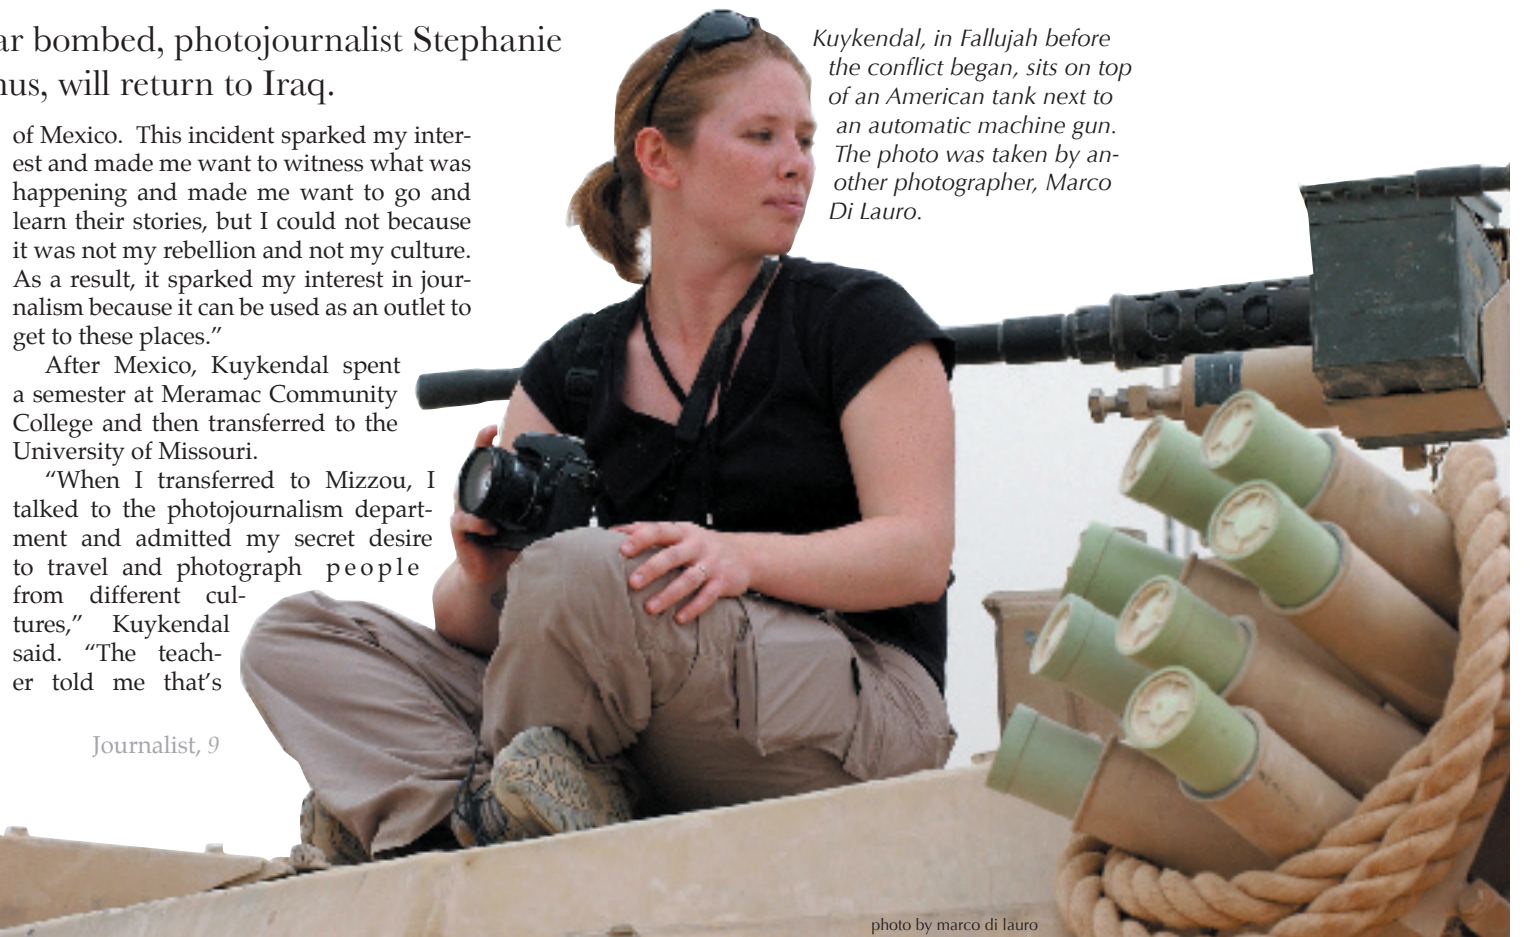 ar bombed, photojournalist Stephanie
us, will return to Iraq.
of Mexico.  This incident sparked my inter-
est and made me want to witness what was
happening and made me want to go and
learn their stories, but I could not because
it was not my rebellion and not my culture.
As a result, it sparked my interest in jour-
nalism because it can be used as an outlet to
get to these places.”
After Mexico, Kuykendal spent
a semester at Meramac Community
College and then transferred to the
University of Missouri.
“When I transferred to Mizzou, I
talked to the photojournalism depart-
ment and admitted my secret desire
to travel and photograph people
from different cul-
tures,” Kuykendal
said. “The teach-
er told me that’s
Journalist, 9
Kuykendal, in Fallujah before
the conflict began, sits on top
of an American tank next to
an automatic machine gun.
The photo was taken by an-
other photographer, Marco
Di Lauro.
photo by marco di lauro